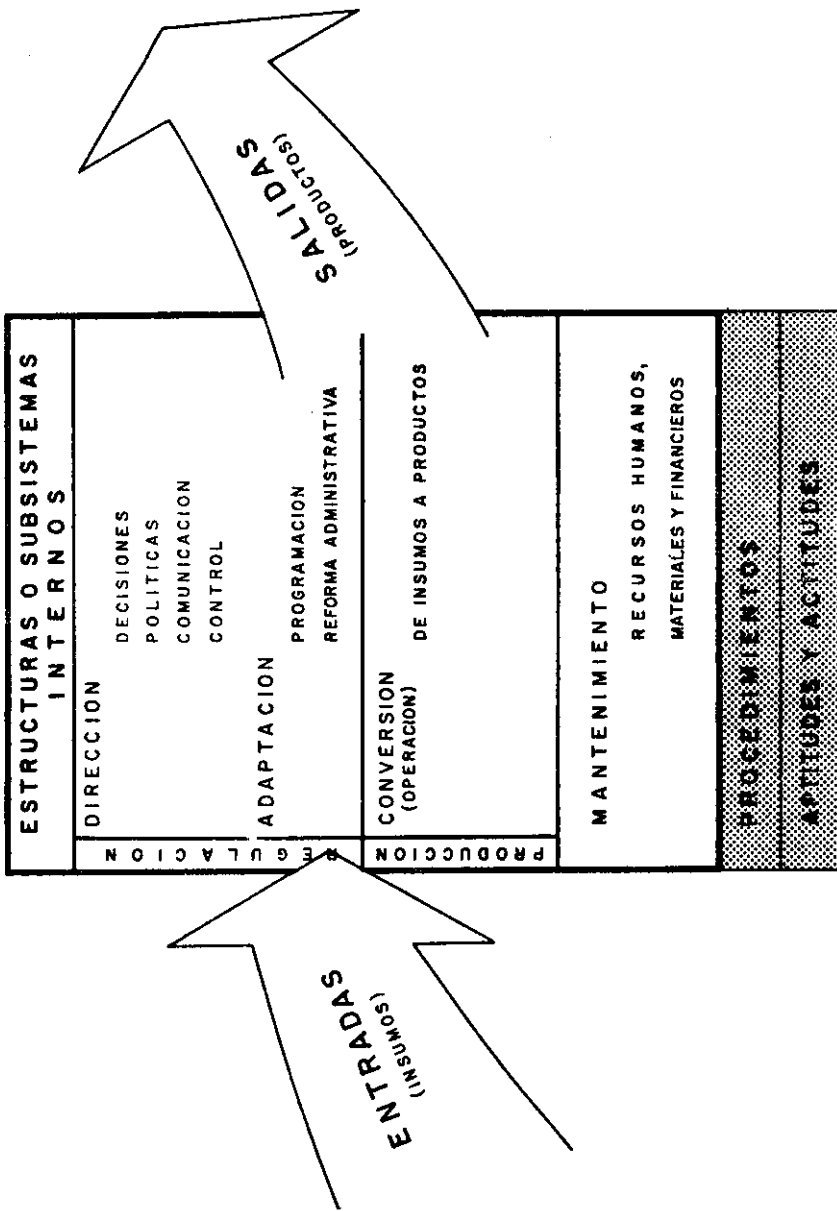 ESTRUCTURAS O SUBSISTEMAS
INTERNOS
REGULACION
DIRECCION
DECISIONES
POLITICAS
COMUNICACION
CONTROL
ADAPTACION
PROGRAMACION
REFORMA ADMINISTRATIVA
PRODUCCION
CONVERSION
(OPERACION)
DE INSUMOS A PRODUCTOS
MANTENIMIENTO
RECURSOS HUMANOS,
MATERIALES Y FINANCIEROS
PROCEDIMIENTOS
APTITUDES Y ACTITUDES
ENTRADAS
(INSUMOS)
SALIDAS
(PRODUCTOS)